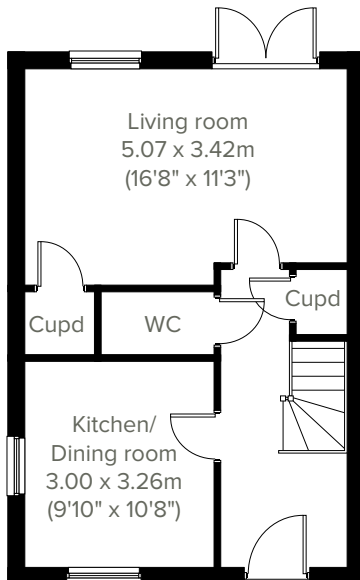 Living room
5.07 x 3.42m
(16'8" x 11'3")
Cupd
Cupd
WC
Kitchen/
Dining room
3.00 x 3.26m
(9'10" x 10'8")